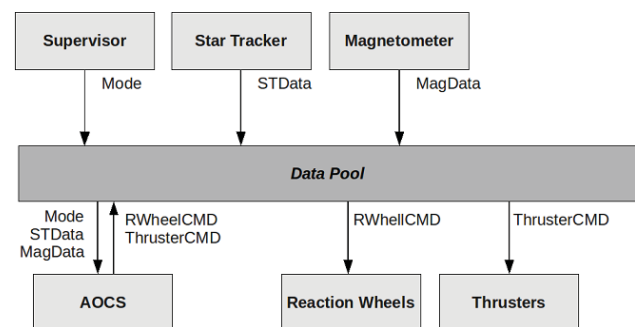 Supervisor
Star Tracker
Magnetometer
Mode
STData
MagData
Data Pool
Mode
STData
MagData
RWheelCMD
ThrusterCMD
RWhellCMD
ThrusterCMD
AOCS
Reaction Wheels
Thrusters